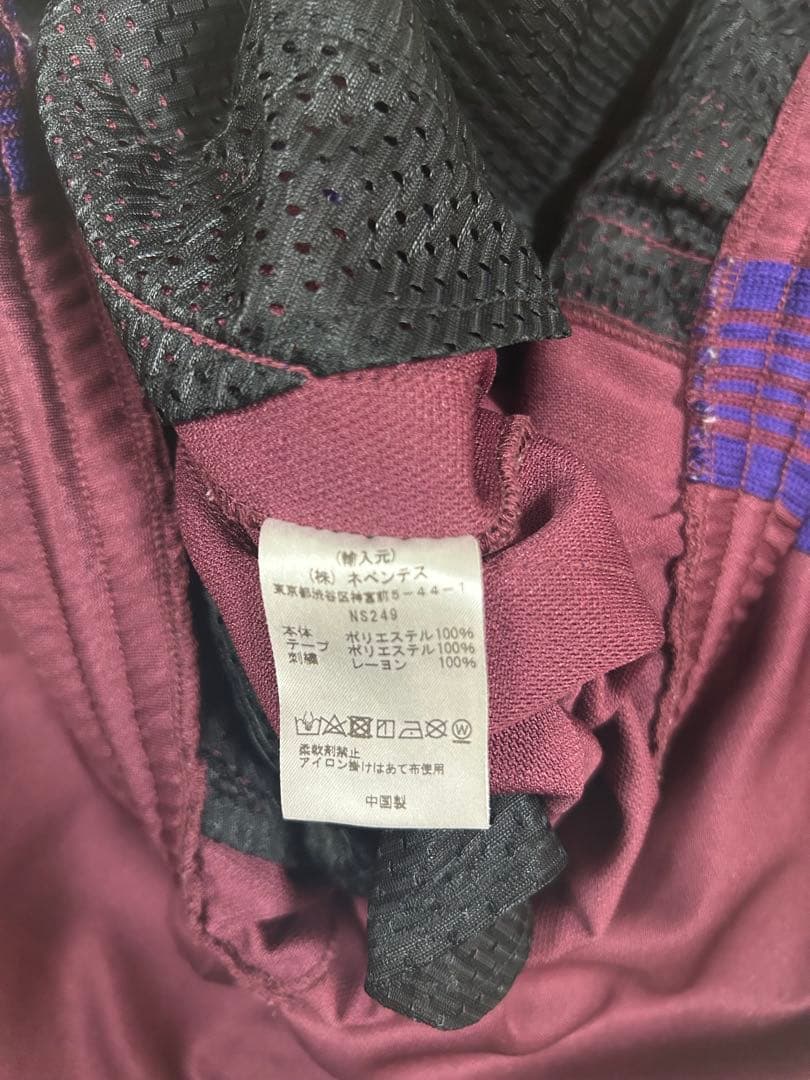 (輸入元)
(株) ネペンテス
東京都渋谷区神宮前5-44-1
NS249
本体 ポリエステル100%
テープ ポリエステル100%
刺繍 レーヨン 100%
W
柔軟剤禁止
アイロン掛けはあて布使用
中国製